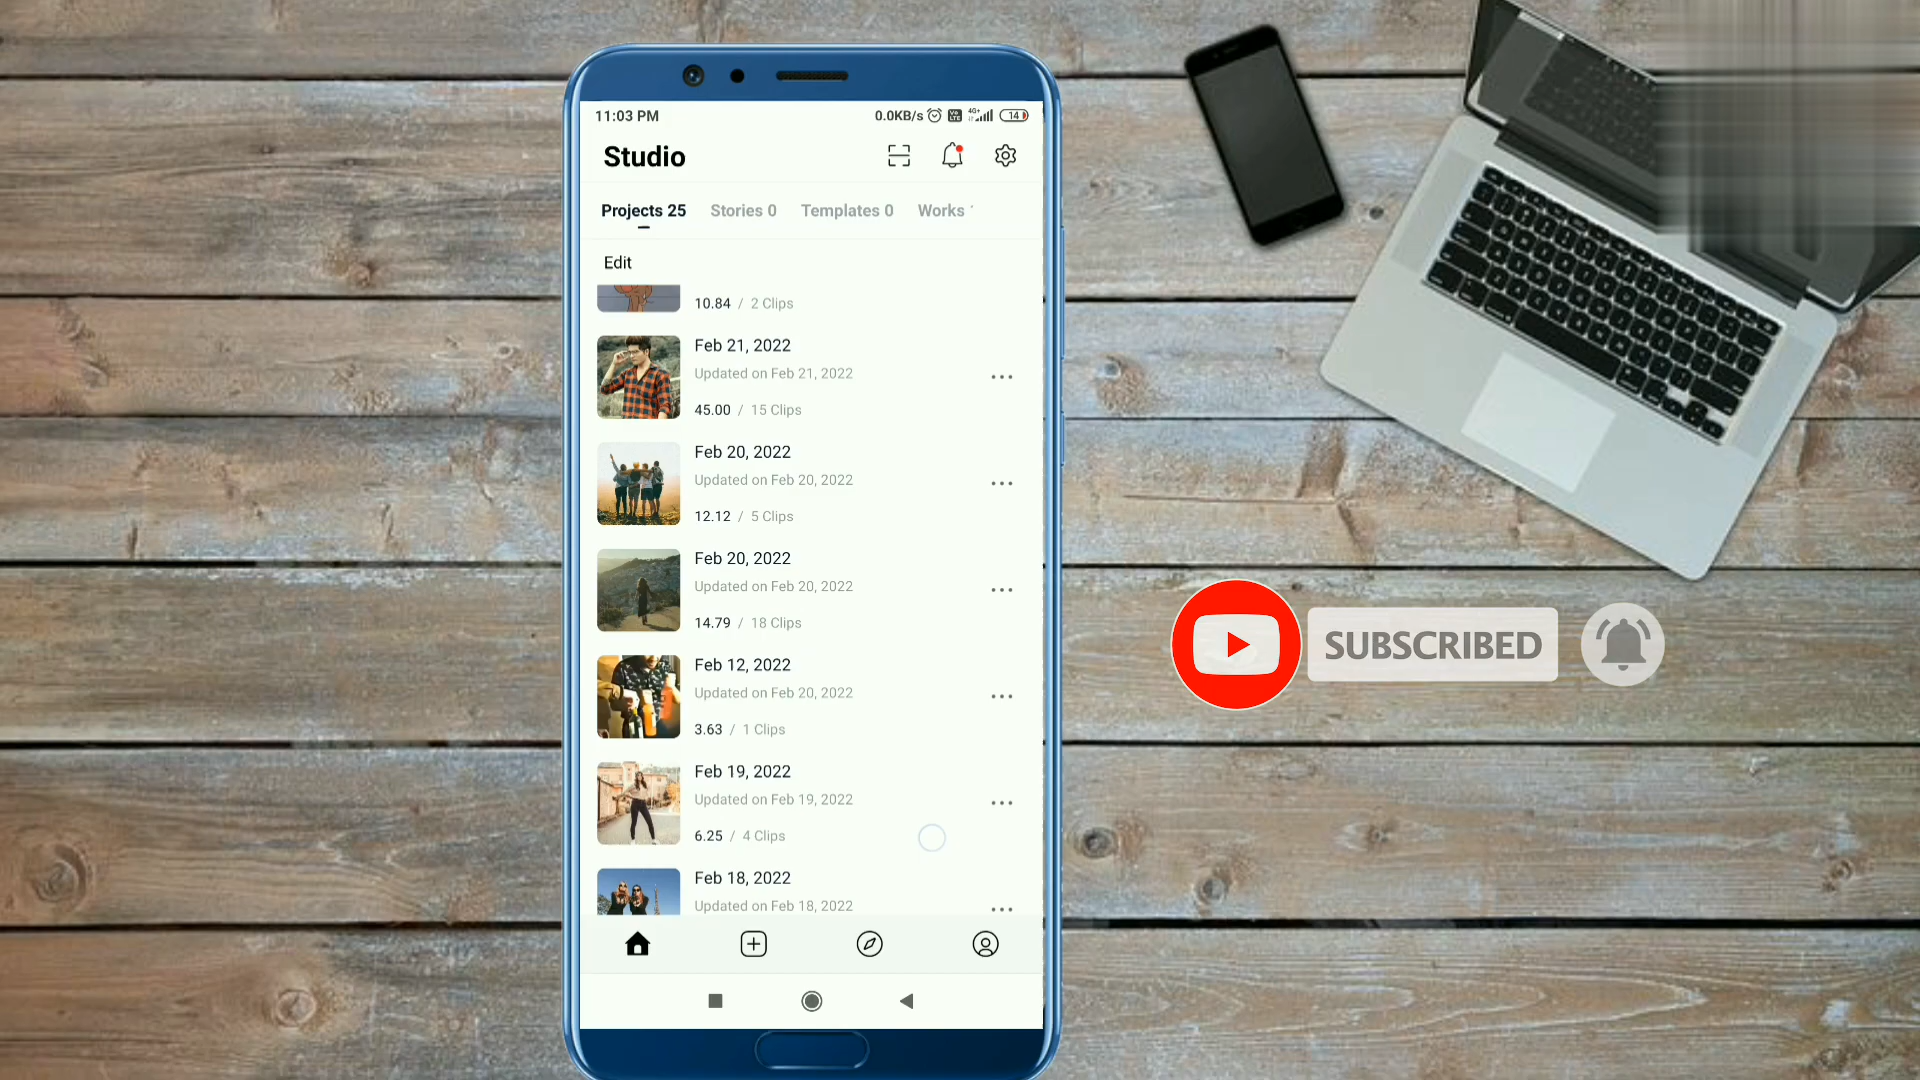 11:03 PM
0.0KB/s
4G+
14
Studio
Projects 25 Stories 0 Templates 0 Works
Edit
10.84 / 2 Clips
Feb 21, 2022
Updated on Feb 21, 2022
45.00 / 15 Clips
Feb 20, 2022
Updated on Feb 20, 2022
12.12 / 5 Clips
Feb 20, 2022
Updated on Feb 20, 2022
14.79 / 18 Clips
Feb 12, 2022
Updated on Feb 20, 2022
3.63 / 1 Clips
Feb 19, 2022
Updated on Feb 19, 2022
6.25 / 4 Clips
Feb 18, 2022
Updated on Feb 18, 2022
SUBSCRIBED